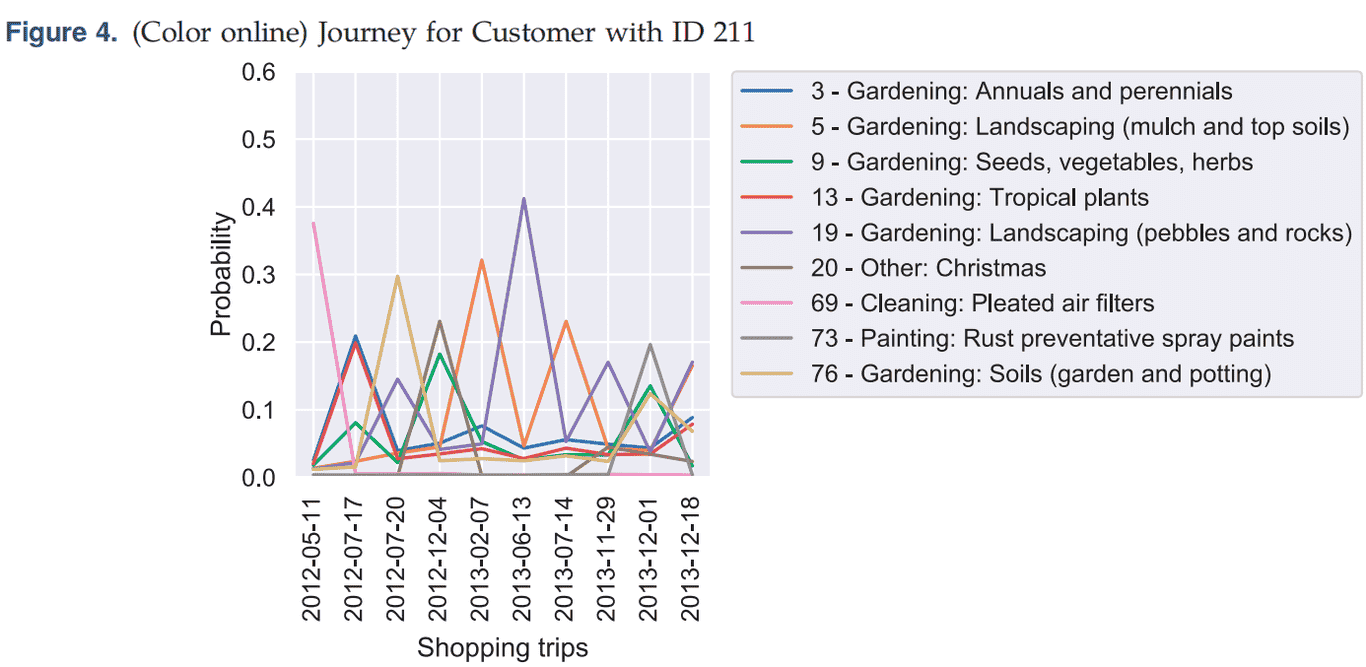 Figure 4. (Color online) Journey for Customer with ID 211
0.6
0.5
0.4
0.3
0.2
0.1
0.0
Probability
2012-05-11
2012-07-17
2012-07-20
2012-12-04
2013-02-07
2013-06-13
2013-07-14
2013-11-29
2013-12-01
2013-12-18
Shopping trips
3 - Gardening: Annuals and perennials
5 - Gardening: Landscaping (mulch and top soils)
9 - Gardening: Seeds, vegetables, herbs
13 - Gardening: Tropical plants
19 - Gardening: Landscaping (pebbles and rocks)
20 - Other: Christmas
69 - Cleaning: Pleated air filters
73 - Painting: Rust preventative spray paints
76 - Gardening: Soils (garden and potting)